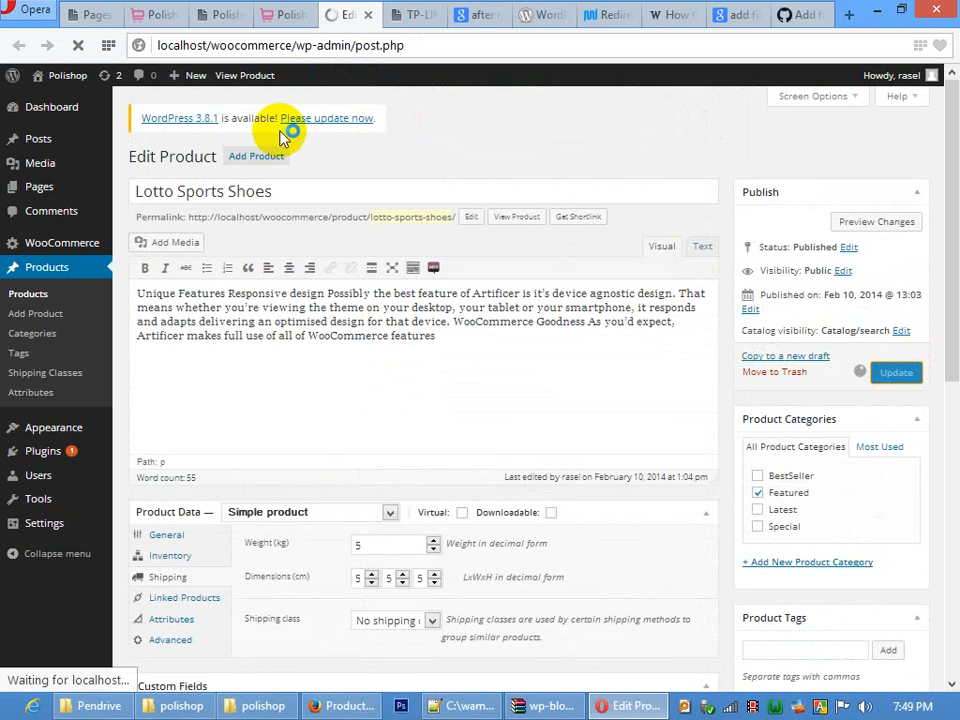 Opera
Pages
Polish
Polish
Polish
Edi
TP-LI
after
WordP
Redire
How t
add fi
Add fi
localhost/woocommerce/wp-admin/post.php
Polishop
2
0
New
View Product
Howdy, rasel
Screen Options
Help
WordPress 3.8.1 is available! Please update now.
Edit Product
Add Product
Lotto Sports Shoes
Permalink: http://localhost/woocommerce/product/lotto-sports-shoes/
Edit
View Product
Get Shortlink
Add Media
Visual
Text
Unique Features Responsive design Possibly the best feature of Artificer is it's device agnostic design. That
means whether you're viewing the theme on your desktop, your tablet or your smartphone, it responds
and adapts delivering an optimised design for that device. WooCommerce Goodness As you'd expect,
Artificer makes full use of all of WooCommerce features
Path: p
Word count: 55
Last edited by rasel on February 10, 2014 at 1:04 pm
Dashboard
Posts
Media
Pages
Comments
WooCommerce
Products
Products
Add Product
Categories
Tags
Shipping Classes
Attributes
Appearance
Plugins 1
Users
Tools
Settings
Collapse menu
Product Data —
Simple product
Virtual:
Downloadable:
General
Inventory
Shipping
Linked Products
Attributes
Advanced
Weight (kg)
5
Weight in decimal form
Dimensions (cm)
5
5
5
LxWxH in decimal form
Shipping class
No shipping
Shipping classes are used by certain shipping methods to
group similar products.
Custom Fields
Publish
Preview Changes
Status: Published Edit
Visibility: Public Edit
Published on: Feb 10, 2014 @ 13:03
Edit
Catalog visibility: Catalog/search Edit
Copy to a new draft
Move to Trash
Update
Product Categories
All Product Categories
Most Used
BestSeller
Featured
Latest
Special
+ Add New Product Category
Product Tags
Add
Separate tags with commas
Waiting for localhost...
Pendrive
polishop
polishop
Product...
Ps
C:\wam...
wp-blo...
Edit Pro...
7:49 PM